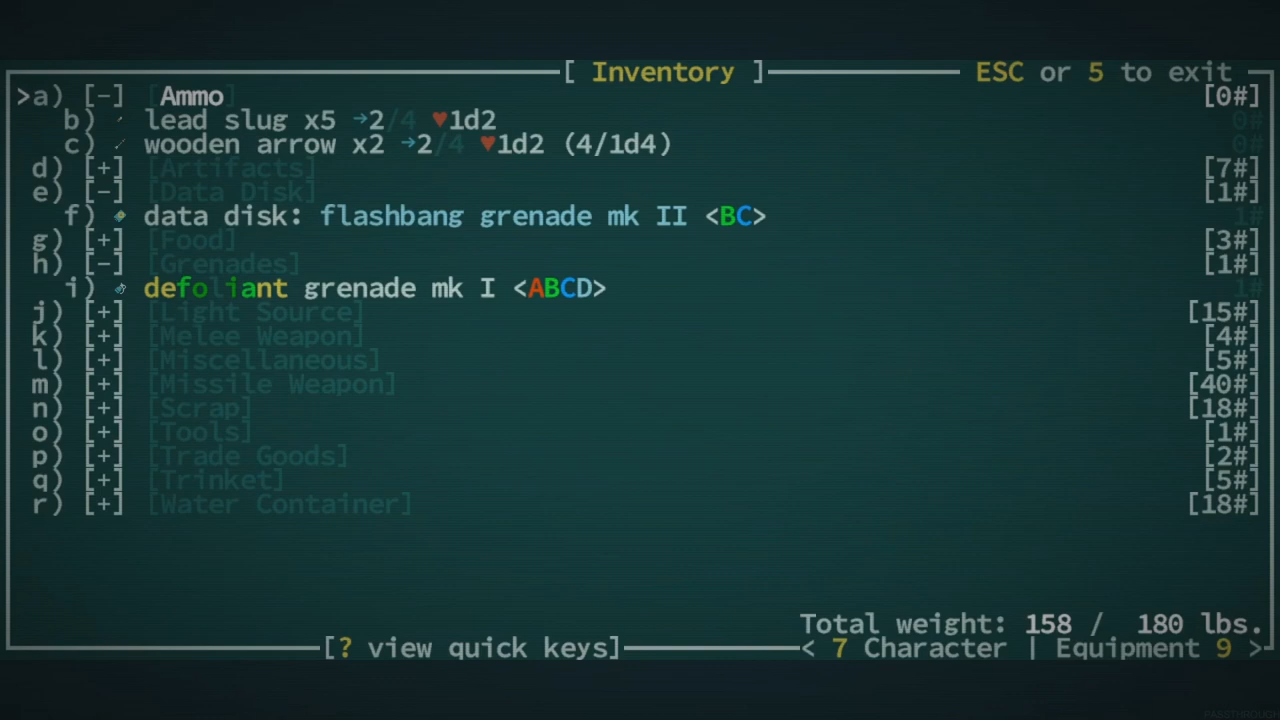 [ Inventory ] ESC or 5 to exit
>a) [-] [Ammo] [0#]
b) lead slug x5 →2/4 ♥1d2 0#
c) wooden arrow x2 →2/4 ♥1d2 (4/1d4) 0#
d) [+] [Artifacts] [7#]
e) [-] [Data Disk] [1#]
f) data disk: flashbang grenade mk II <BC> 1#
g) [+] [Food] [3#]
h) [-] [Grenades] [1#]
i) defoliant grenade mk I <ABCD> 1#
j) [+] [Light Source] [15#]
k) [+] [Melee Weapon] [4#]
l) [+] [Miscellaneous] [5#]
m) [+] [Missile Weapon] [40#]
n) [+] [Scrap] [18#]
o) [+] [Tools] [1#]
p) [+] [Trade Goods] [2#]
q) [+] [Trinket] [5#]
r) [+] [Water Container] [18#]
Total weight: 158 / 180 lbs.
[? view quick keys] < 7 Character | Equipment 9 >